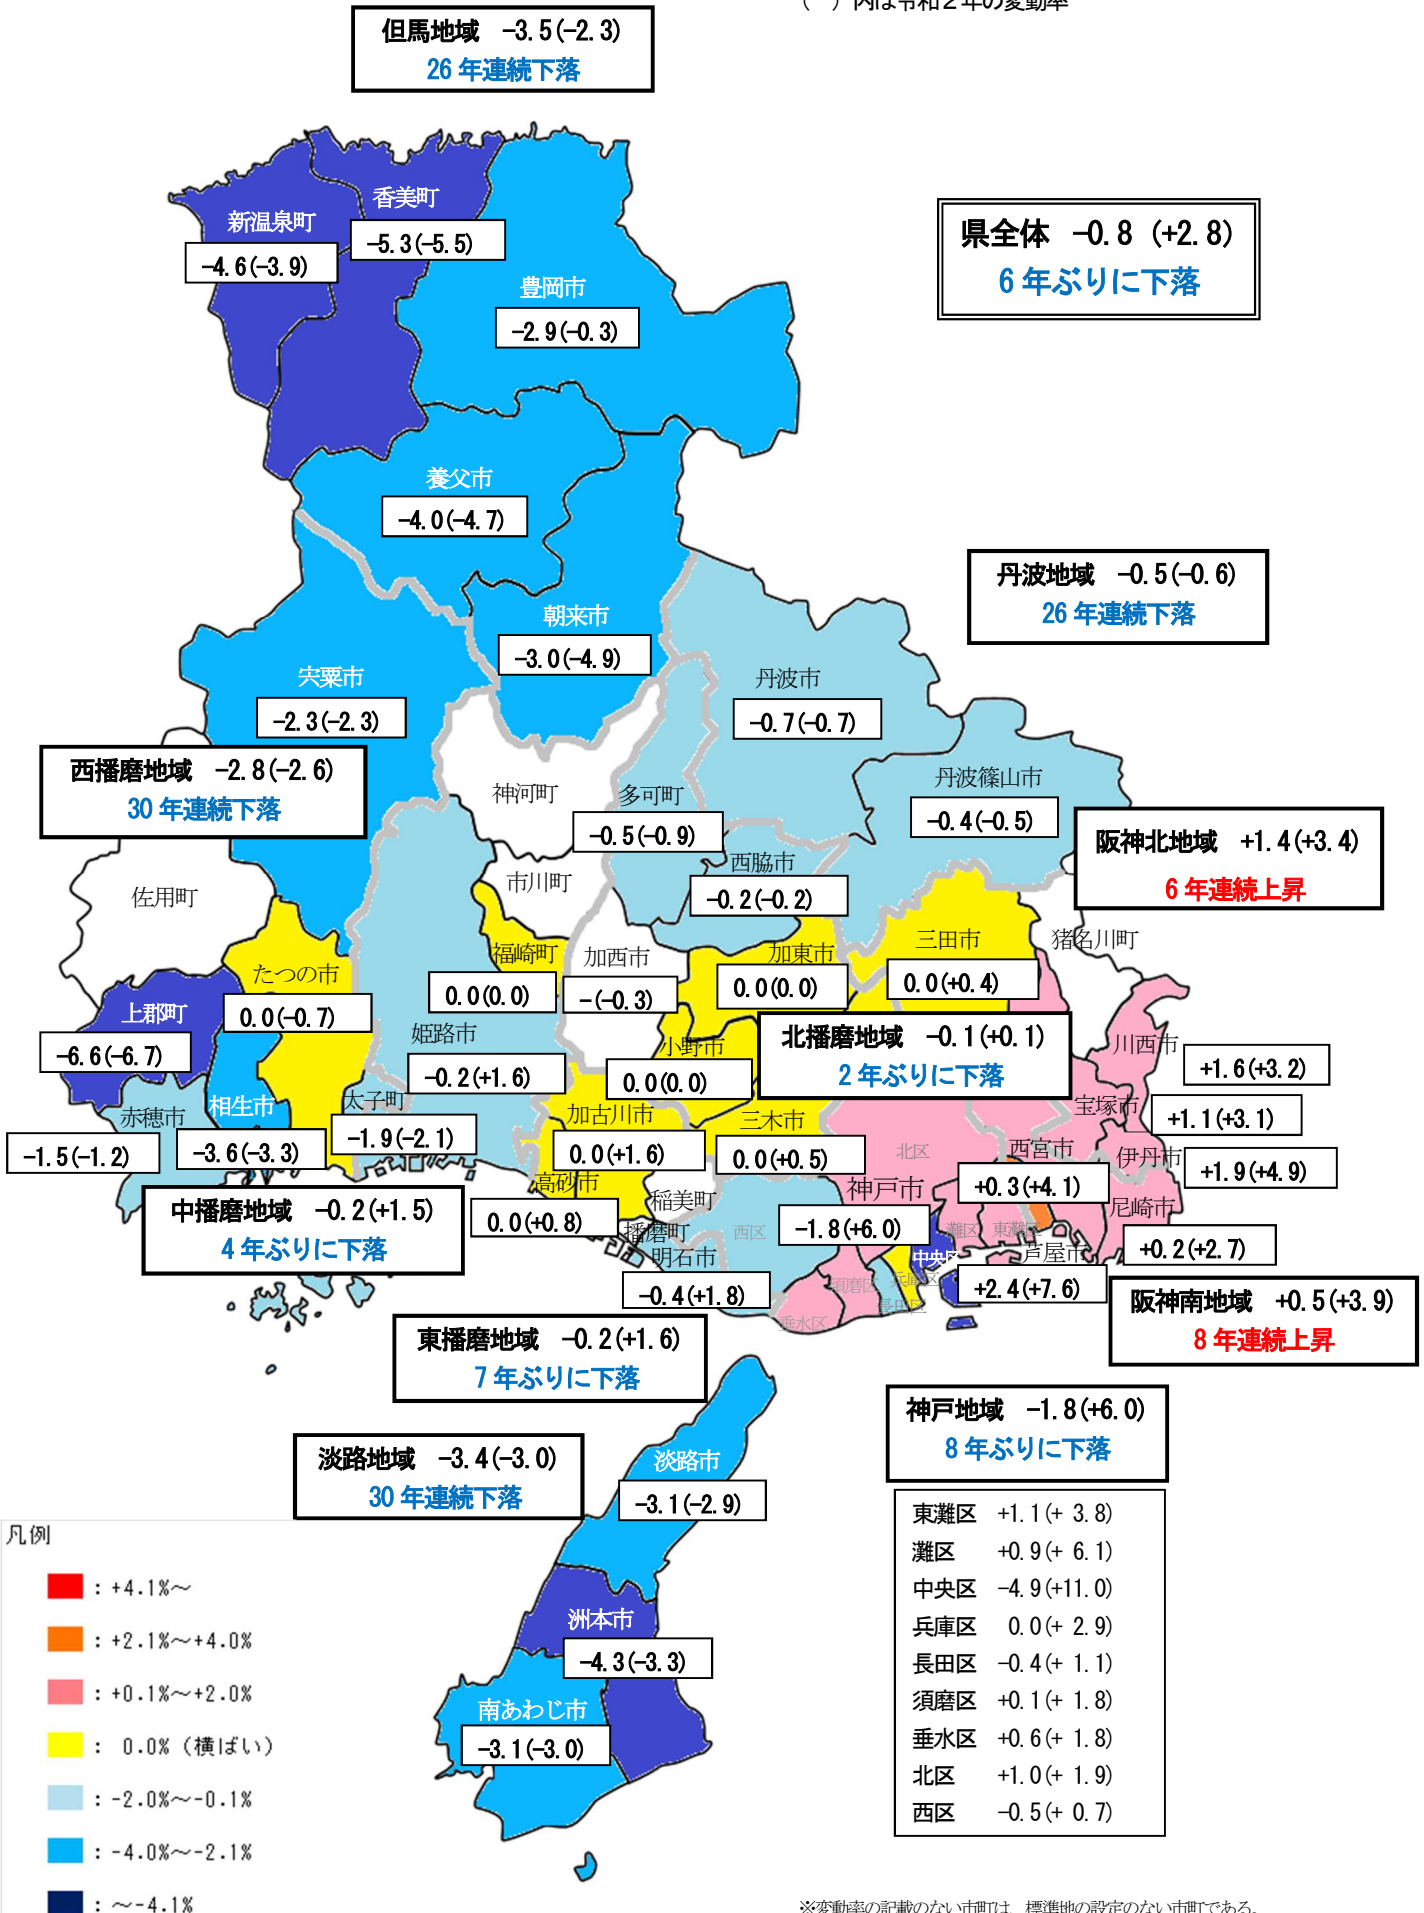 ( ) 内は令和2年の変動率
但馬地域 -3.5(-2.3)
26年連続下落
県全体 -0.8 (+2.8)
6年ぶりに下落
新温泉町
-4.6(-3.9)
香美町
-5.3(-5.5)
豊岡市
-2.9(-0.3)
養父市
-4.0(-4.7)
朝来市
-3.0(-4.9)
丹波地域 -0.5(-0.6)
26年連続下落
宍粟市
-2.3(-2.3)
丹波市
-0.7(-0.7)
西播磨地域 -2.8(-2.6)
30年連続下落
神河町
多可町
-0.5(-0.9)
丹波篠山市
-0.4(-0.5)
阪神北地域 +1.4(+3.4)
6年連続上昇
佐用町
市川町
西脇市
-0.2(-0.2)
たつの市
0.0(-0.7)
福崎町
0.0(0.0)
加西市
-(-0.3)
加東市
0.0(0.0)
三田市
0.0(+0.4)
猪名川町
上郡町
-6.6(-6.7)
姫路市
-0.2(+1.6)
小野市
0.0(0.0)
北播磨地域 -0.1(+0.1)
2年ぶりに下落
川西市
+1.6(+3.2)
赤穂市
-1.5(-1.2)
相生市
-3.6(-3.3)
太子町
-1.9(-2.1)
加古川市
0.0(+1.6)
三木市
0.0(+0.5)
宝塚市
+1.1(+3.1)
北区
西宮市
+0.3(+4.1)
伊丹市
+1.9(+4.9)
高砂市
0.0(+0.8)
稲美町
神戸市
-1.8(+6.0)
尼崎市
+0.2(+2.7)
中播磨地域 -0.2(+1.5)
4年ぶりに下落
播磨町
明石市
-0.4(+1.8)
西区
灘区
東灘区
中央区
芦屋市
+2.4(+7.6)
須磨区
兵庫区
長田区
垂水区
阪神南地域 +0.5(+3.9)
8年連続上昇
東播磨地域 -0.2(+1.6)
7年ぶりに下落
神戸地域 -1.8(+6.0)
8年ぶりに下落
淡路地域 -3.4(-3.0)
30年連続下落
淡路市
-3.1(-2.9)
東灘区 +1.1(+ 3.8)
灘区 +0.9(+ 6.1)
中央区 -4.9(+11.0)
兵庫区 0.0(+ 2.9)
長田区 -0.4(+ 1.1)
須磨区 +0.1(+ 1.8)
垂水区 +0.6(+ 1.8)
北区 +1.0(+ 1.9)
西区 -0.5(+ 0.7)
洲本市
-4.3(-3.3)
南あわじ市
-3.1(-3.0)
凡例
: +4.1%～
: +2.1%～+4.0%
: +0.1%～+2.0%
: 0.0% (横ばい)
: -2.0%～-0.1%
: -4.0%～-2.1%
: ～-4.1%
※変動率の記載のない市町は、標準地の設定のない市町である。